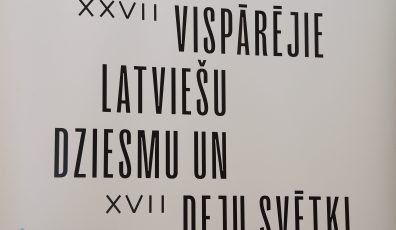 XXVII VISPĀRĒJIE
LATVIEŠU
DZIESMU UN
XVII DEJU SVĒTKI